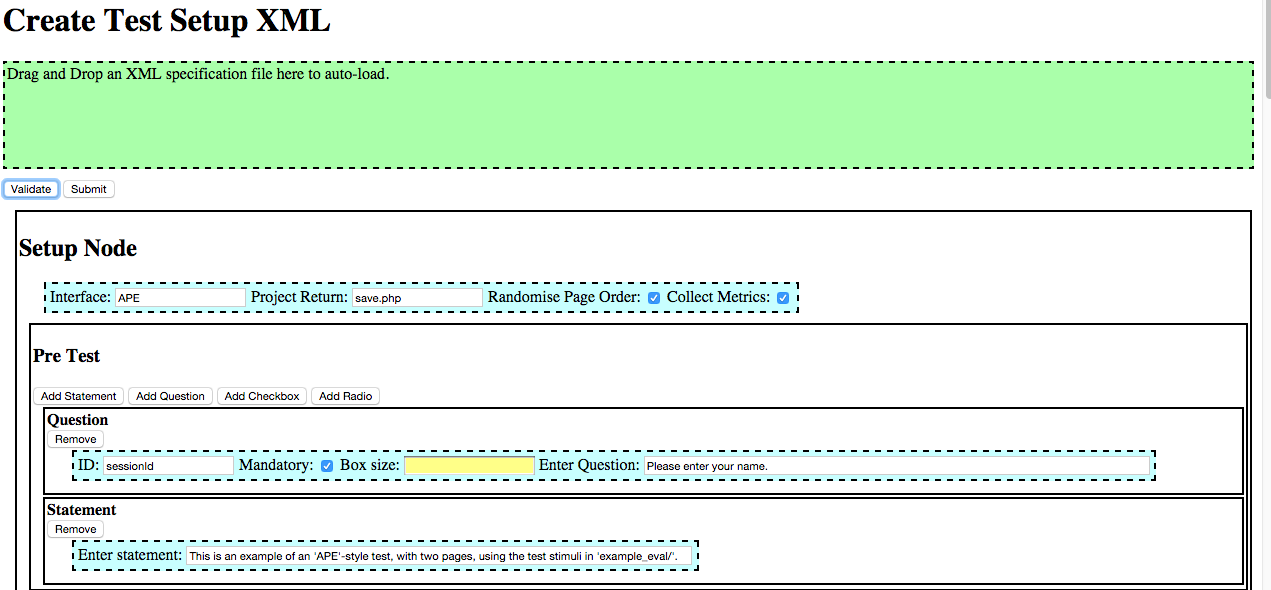 Create Test Setup XML
Drag and Drop an XML specification file here to auto-load.
Validate Submit
Setup Node
Interface: APE Project Return: save.php Randomise Page Order: Collect Metrics:
Pre Test
Add Statement Add Question Add Checkbox Add Radio
Question
Remove
ID: sessionId Mandatory: Box size: Enter Question: Please enter your name.
Statement
Remove
Enter statement: This is an example of an 'APE'-style test, with two pages, using the test stimuli in 'example_eval/'.